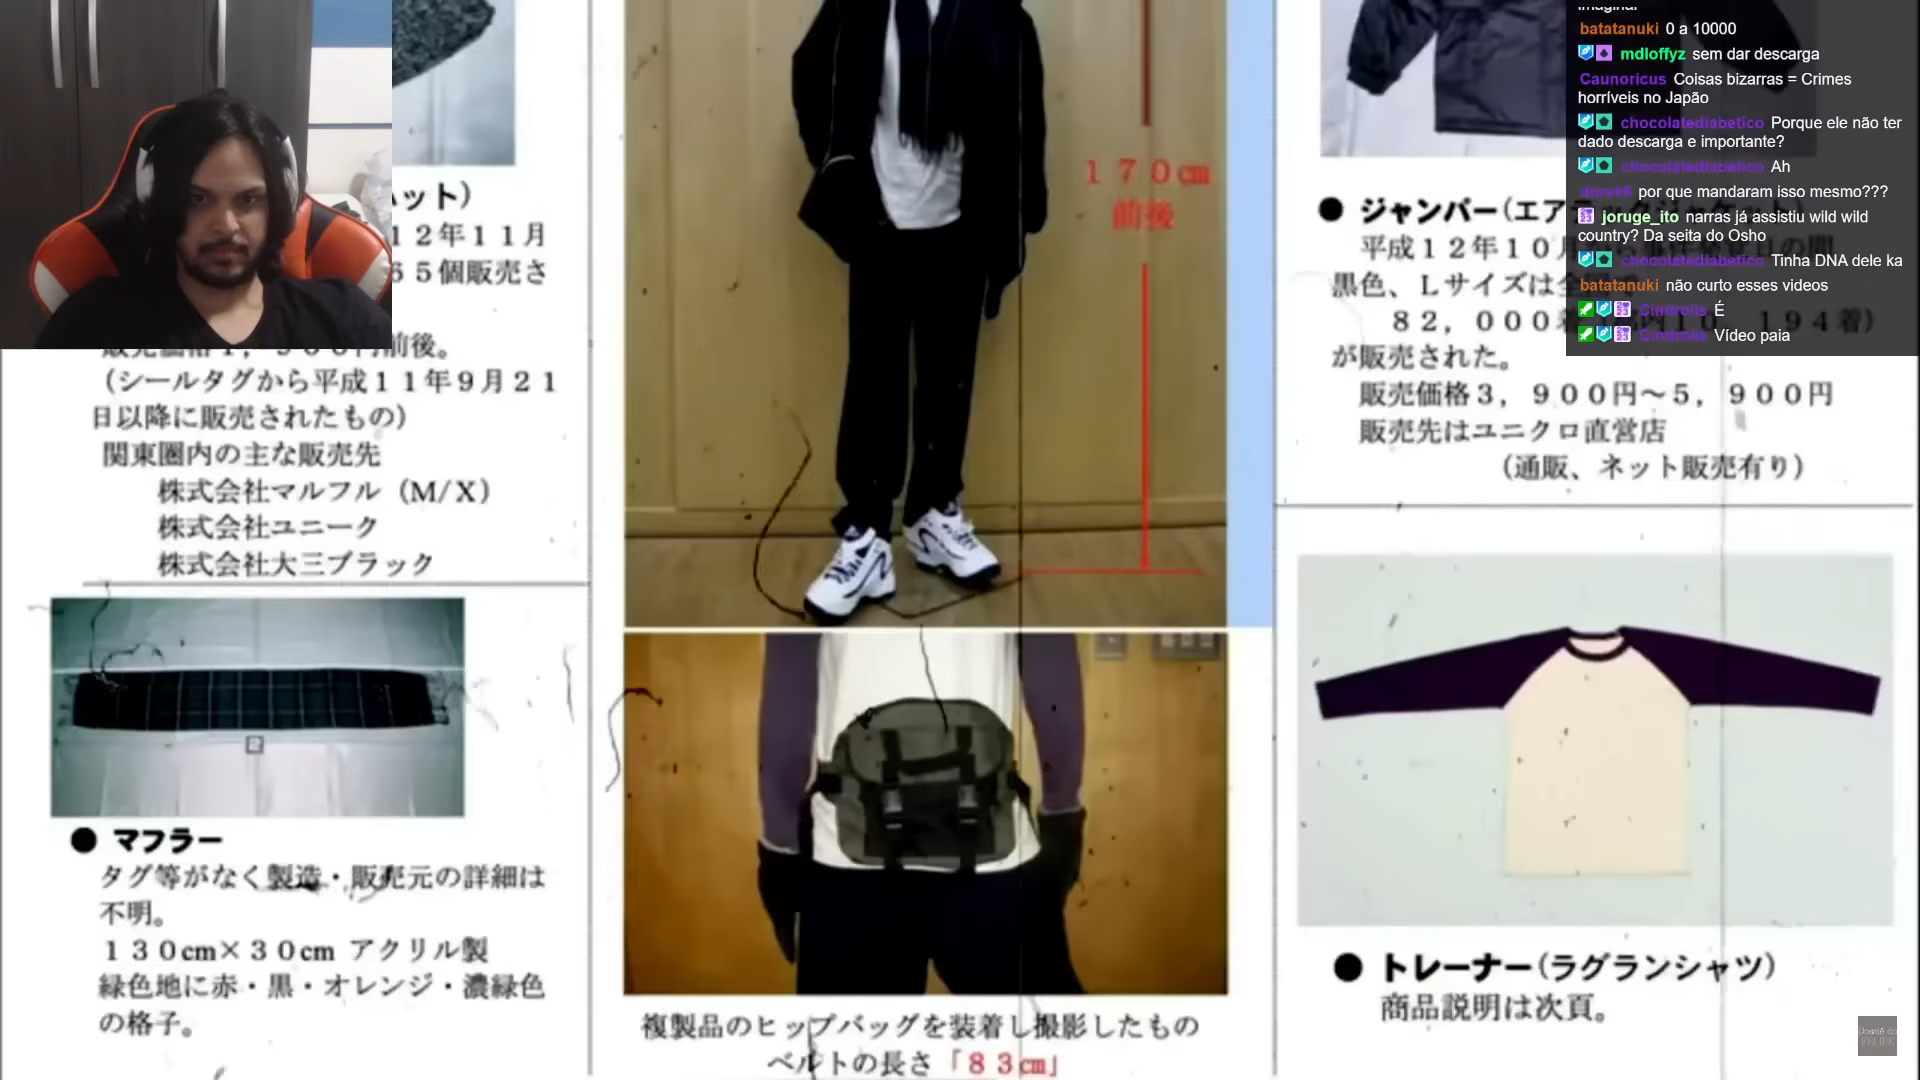 ハット）
１２年１１月
６５個販売さ
前後。
（シールタグから平成１１年９月２１
日以降に販売されたもの）
関東圏内の主な販売先
株式会社マルフル（M/X）
株式会社ユニーク
株式会社大三ブラック
● マフラー
タグ等がなく製造・販売元の詳細は
不明。
１３０cm×３０cm アクリル製
緑色地に赤・黒・オレンジ・濃緑色
の格子。
１７０㎝
前後
複製品のヒップバッグを装着し撮影したもの
ベルトの長さ「８３㎝」
● ジャンパー（エア
平成１２年１０月
黒色、Ｌサイズは全
８２，０００着
１９４着）
が販売された。
販売価格３，９００円～５，９００円
販売先はユニクロ直営店
（通販、ネット販売有り）
● トレーナー（ラグランシャツ）
商品説明は次頁。
batatanuki 0 a 10000
mdloffyz sem dar descarga
Caunoricus Coisas bizarras = Crimes
horríveis no Japão
chocolatediabetico Porque ele não ter
dado descarga e importante?
chocolatediabetico Ah
por que mandaram isso mesmo???
joruge_ito narras já assistiu wild wild
country? Da seita do Osho
chocolatediabetico Tinha DNA dele ka
batatanuki não curto esses videos
É
Vídeo paia